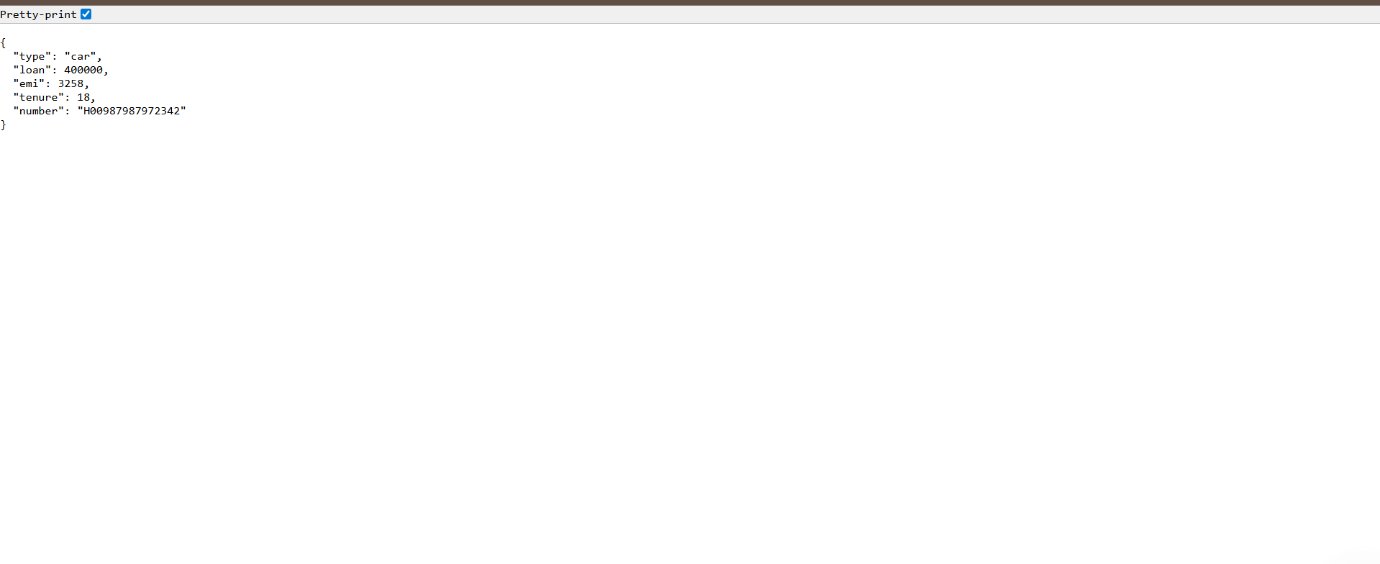 Pretty-print
{
  "type": "car",
  "loan": 400000,
  "emi": 3258,
  "tenure": 18,
  "number": "H00987987972342"
}